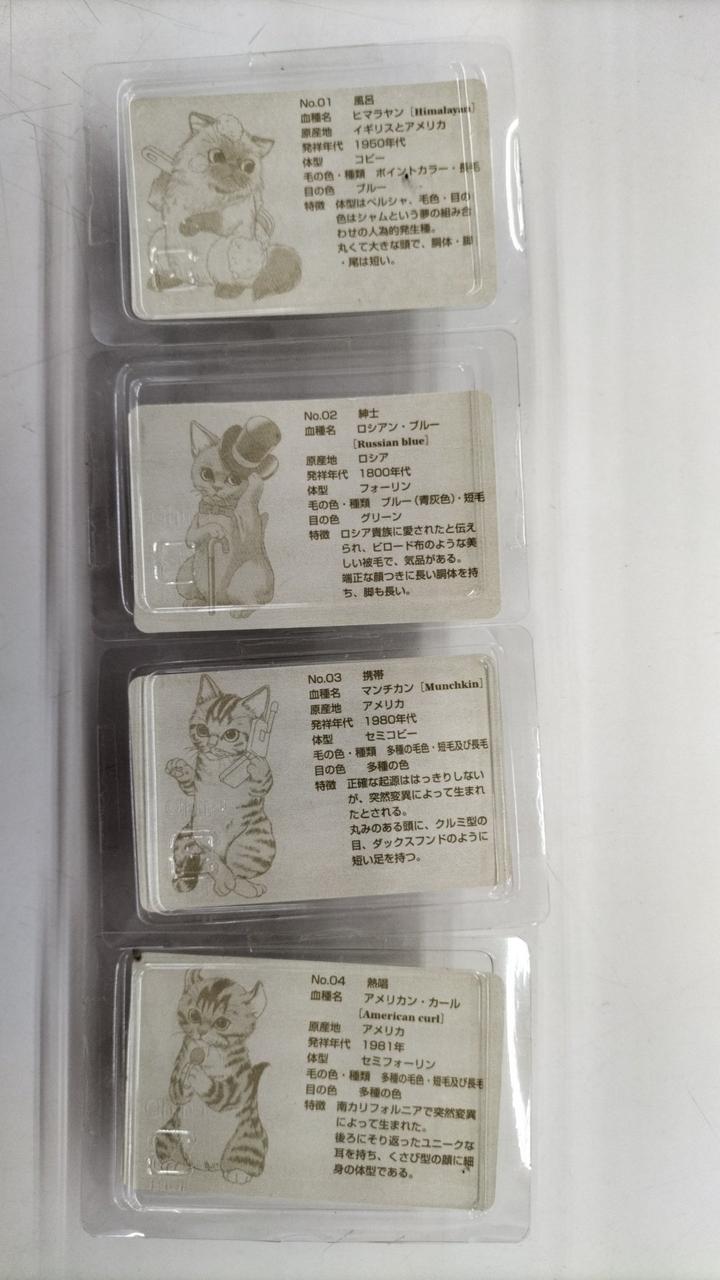 No.01 風呂
血種名 ヒマラヤン [Himalayan]
原産地 イギリスとアメリカ
発祥年代 1950年代
体型 コビー
毛の色・種類 ポイントカラー・長毛
目の色 ブルー
特徴 体型はペルシャ、毛色・目の
色はシャムという夢の組み合
わせの人為的発生種。
丸くて大きな頭で、胴体・脚
・尾は短い。
No.02 紳士
血種名 ロシアン・ブルー
[Russian blue]
原産地 ロシア
発祥年代 1800年代
体型 フォーリン
毛の色・種類 ブルー(青灰色)・短毛
目の色 グリーン
特徴 ロシア貴族に愛されたと伝え
られ、ビロード布のような美
しい被毛で、気品がある。
端正な顔つきに長い胴体を持
ち、脚も長い。
No.03 携帯
血種名 マンチカン [Munchkin]
原産地 アメリカ
発祥年代 1980年代
体型 セミコビー
毛の色・種類 多種の毛色・短毛及び長毛
目の色 多種の色
特徴 正確な起源ははっきりしない
が、突然変異によって生まれ
たとされる。
丸みのある頭に、クルミ型の
目、ダックスフンドのように
短い足を持つ。
No.04 熱唱
血種名 アメリカン・カール
[American curl]
原産地 アメリカ
発祥年代 1981年
体型 セミフォーリン
毛の色・種類 多種の毛色・短毛及び長毛
目の色 多種の色
特徴 南カリフォルニアで突然変異
によって生まれた。
後ろにそり返ったユニークな
耳を持ち、くさび型の顔に細
身の体型である。